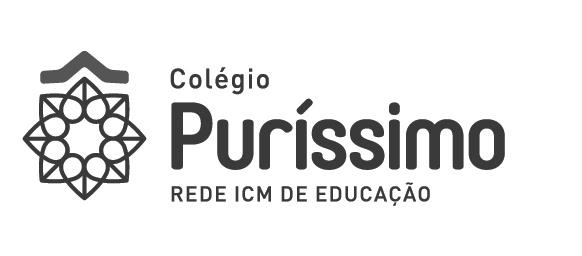 Colégio
Puríssimo
REDE ICM DE EDUCAÇÃO